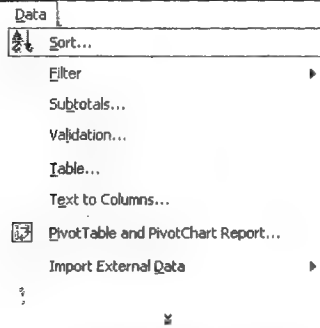 Data
Sort...
Filter
Subtotals...
Validation...
Table...
Text to Columns...
PivotTable and PivotChart Report...
Import External Data